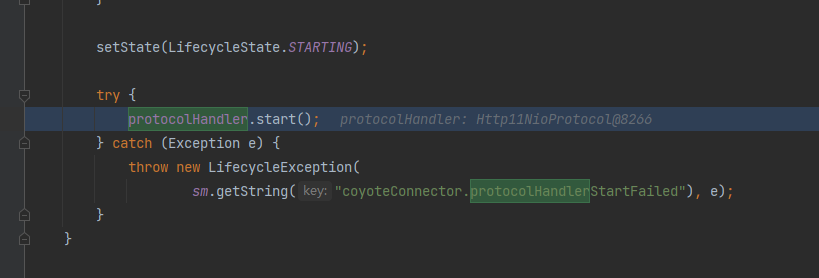 }
setState(LifecycleState.STARTING);
try {
protocolHandler.start(); protocolHandler: Http11NioProtocol@8266
} catch (Exception e) {
throw new LifecycleException(
sm.getString( key: "coyoteConnector.protocolHandlerStartFailed"), e);
}
}